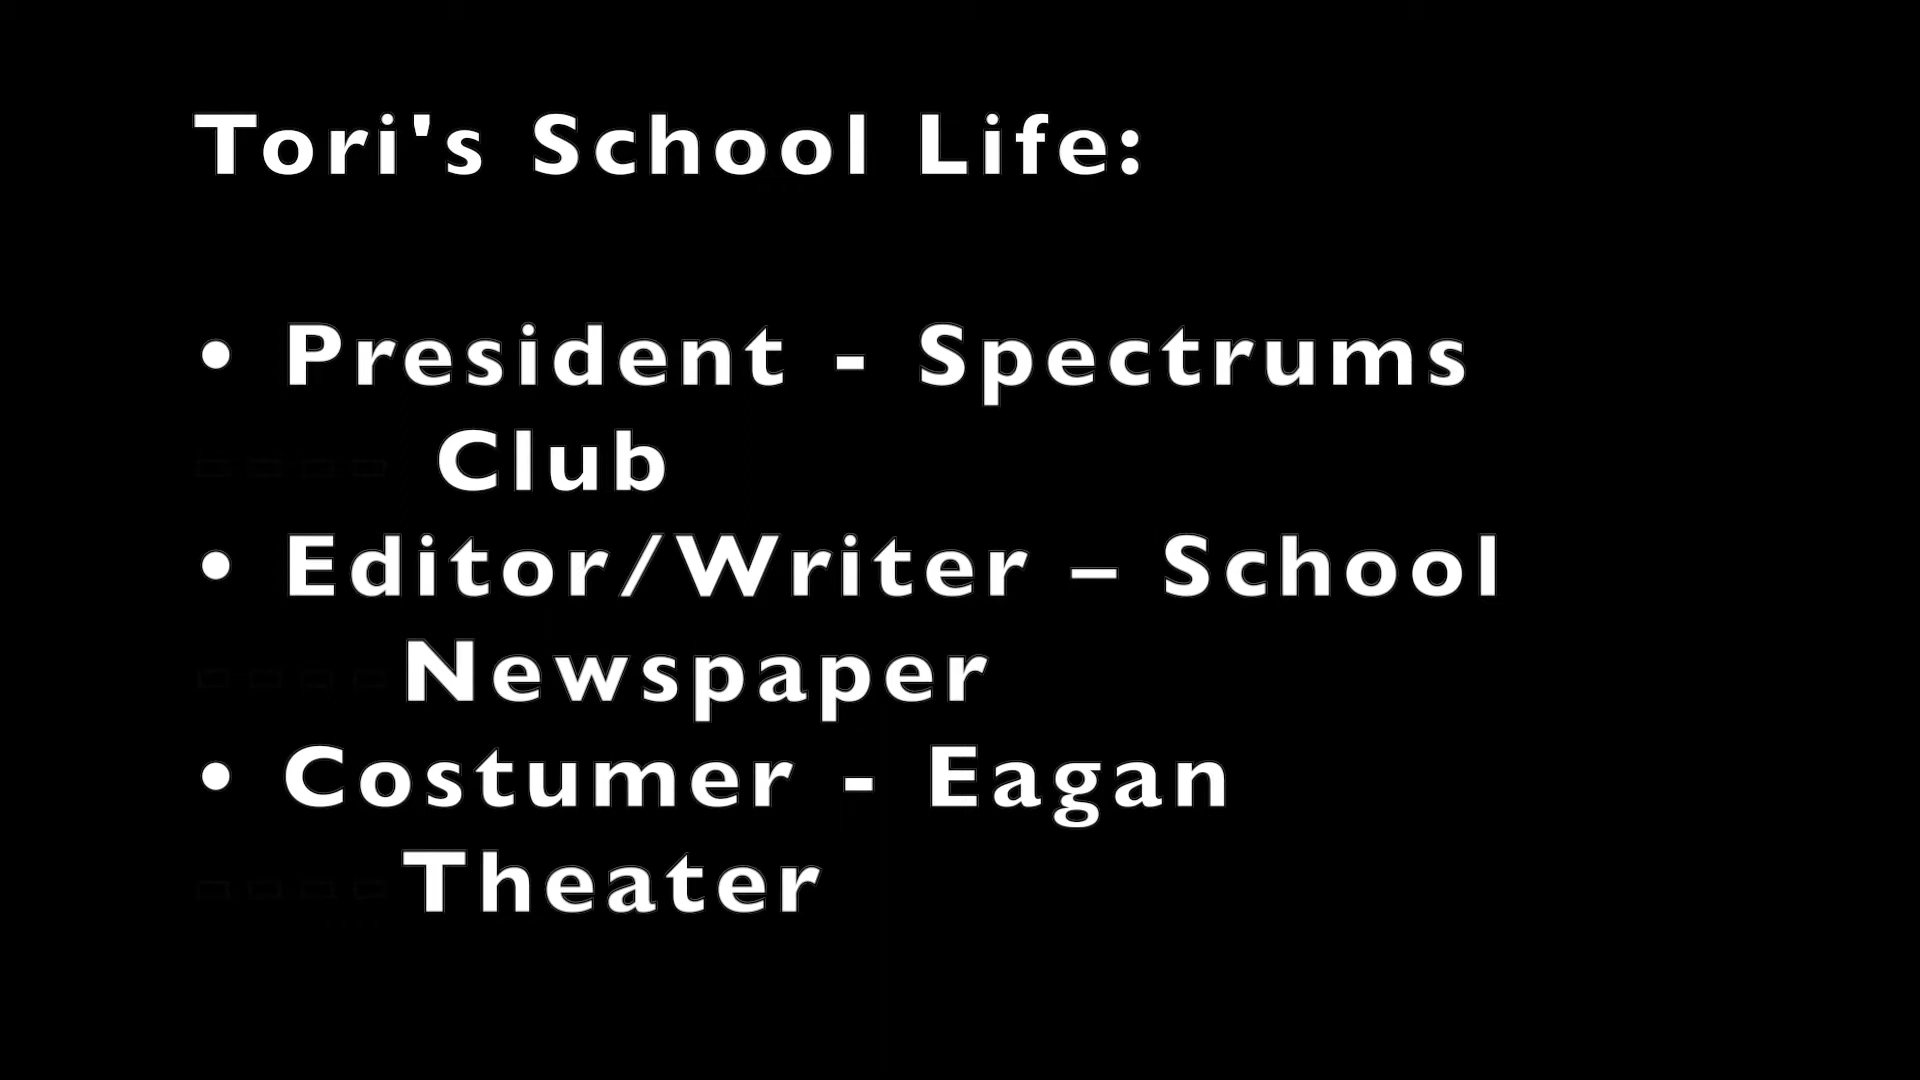 Tori's School Life:
• President - Spectrums
Club
• Editor/Writer – School
Newspaper
• Costumer - Eagan
Theater